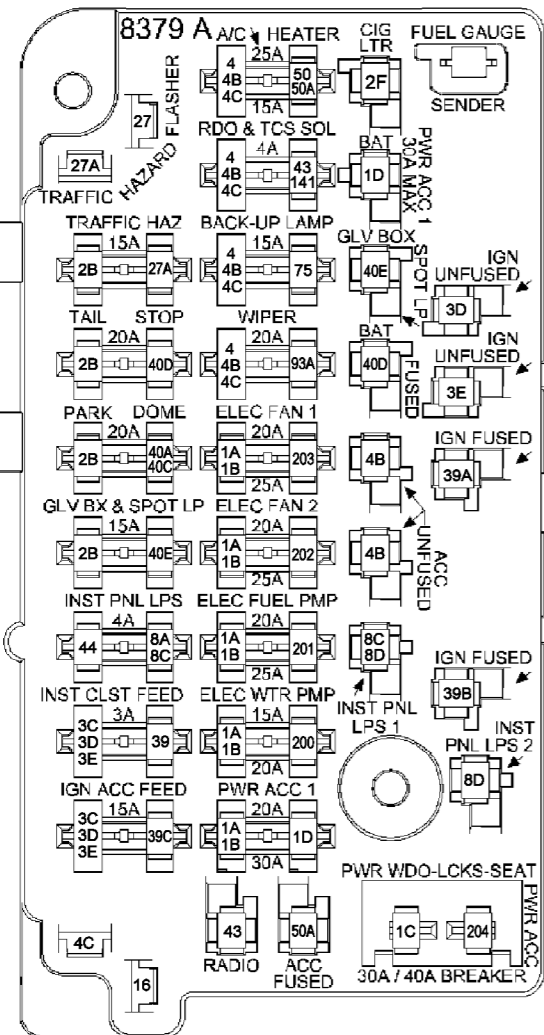 8379 A
A/C HEATER
25A
4
4B
4C
50
50A
15A
CIG
LTR
2F
FUEL GAUGE
SENDER
27
HAZARD FLASHER
27A
TRAFFIC
RDO & TCS SOL
4A
4
4B
4C
43
141
BAT
1D
PWR ACC 1
30A MAX
TRAFFIC HAZ
15A
2B
27A
BACK-UP LAMP
15A
4
4B
4C
75
GLV BOX
40E
SPOT LP
IGN
UNFUSED
3D
TAIL STOP
20A
2B
40D
WIPER
20A
4
4B
4C
93A
BAT
40D
FUSED
IGN
UNFUSED
3E
PARK DOME
20A
2B
40A
40C
ELEC FAN 1
20A
1A
1B
203
25A
4B
IGN FUSED
39A
GLV BX & SPOT LP
15A
2B
40E
ELEC FAN 2
20A
1A
1B
202
25A
4B
ACC
UNFUSED
INST PNL LPS
4A
44
8A
8C
ELEC FUEL PMP
20A
1A
1B
201
25A
8C
8D
INST PNL
LPS 1
IGN FUSED
39B
INST CLST FEED
3A
3C
3D
3E
39
ELEC WTR PMP
15A
1A
1B
200
20A
INST
PNL LPS 2
8D
IGN ACC FEED
15A
3C
3D
3E
39C
PWR ACC 1
20A
1A
1B
1D
30A
PWR WDO-LCKS-SEAT
PWR ACC
1C
204
30A / 40A BREAKER
43
RADIO
50A
ACC
FUSED
4C
16